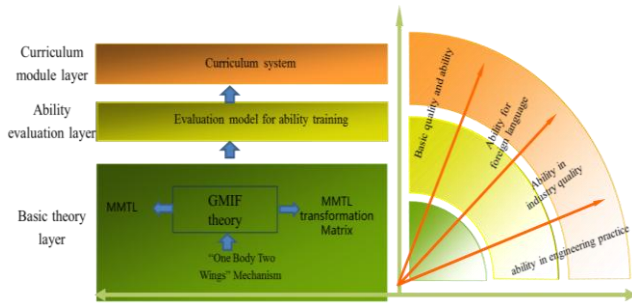 Curriculum
module layer
Curriculum system
Ability
evaluation layer
Evaluation model for ability training
Basic theory
layer
MMTL
GMIF
theory
MMTL
transformation
Matrix
"One Body Two
Wings" Mechanism
Basic quality and ability
Ability for
foreign language
Ability in
industry quality
ability in engineering practice